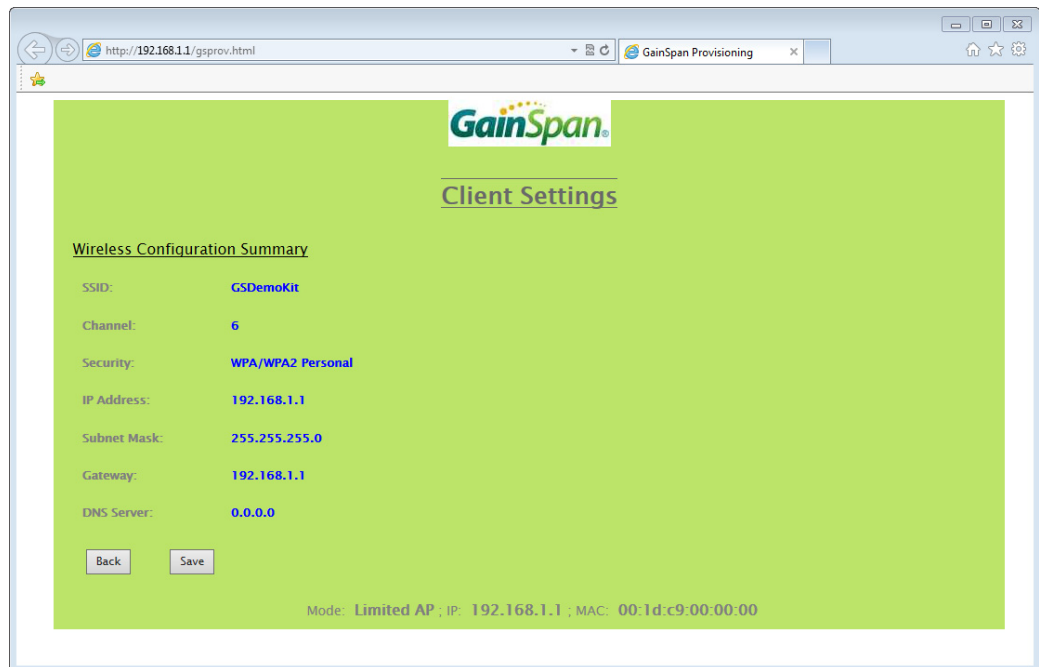 http://192.168.1.1/gsprov.html
GainSpan Provisioning
GainSpan®
Client Settings
Wireless Configuration Summary
SSID: GSDemoKit
Channel: 6
Security: WPA/WPA2 Personal
IP Address: 192.168.1.1
Subnet Mask: 255.255.255.0
Gateway: 192.168.1.1
DNS Server: 0.0.0.0
Back Save
Mode: Limited AP ; IP: 192.168.1.1 ; MAC: 00:1d:c9:00:00:00